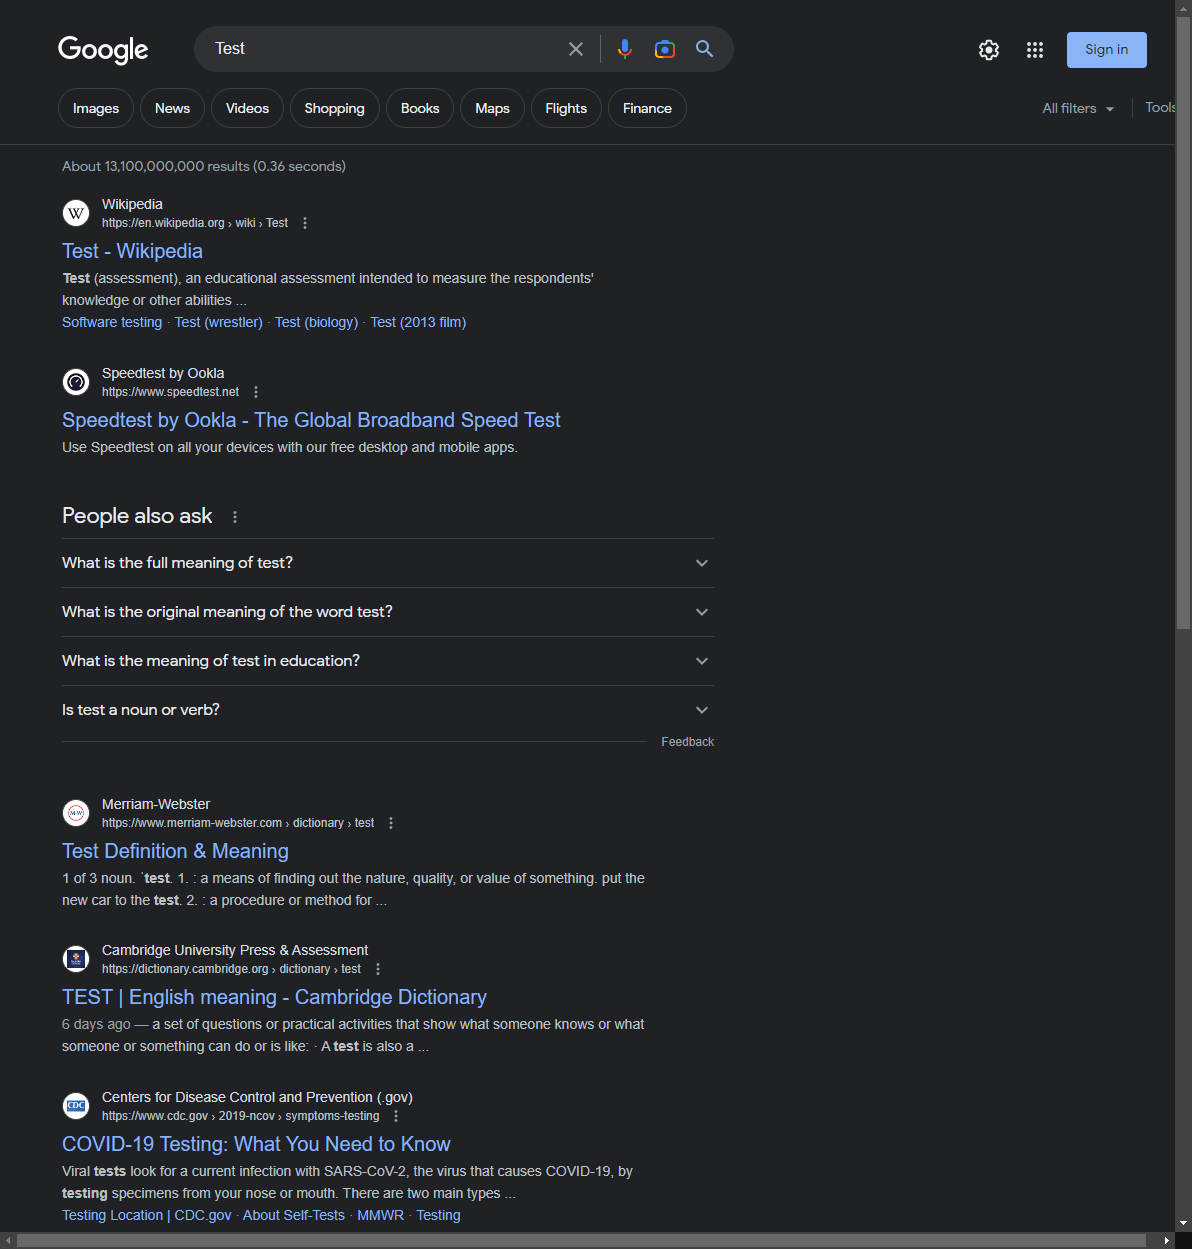 Google
Test
Sign in
Images
News
Videos
Shopping
Books
Maps
Flights
Finance
All filters
Tools
About 13,100,000,000 results (0.36 seconds)
W
Wikipedia
https://en.wikipedia.org › wiki › Test
Test - Wikipedia
Test (assessment), an educational assessment intended to measure the respondents'
knowledge or other abilities ...
Software testing · Test (wrestler) · Test (biology) · Test (2013 film)
Speedtest by Ookla
https://www.speedtest.net
Speedtest by Ookla - The Global Broadband Speed Test
Use Speedtest on all your devices with our free desktop and mobile apps.
People also ask
What is the full meaning of test?
What is the original meaning of the word test?
What is the meaning of test in education?
Is test a noun or verb?
Feedback
M-W
Merriam-Webster
https://www.merriam-webster.com › dictionary › test
Test Definition & Meaning
1 of 3 noun. ˈtest. 1. : a means of finding out the nature, quality, or value of something. put the
new car to the test. 2. : a procedure or method for ...
Cambridge University Press & Assessment
https://dictionary.cambridge.org › dictionary › test
TEST | English meaning - Cambridge Dictionary
6 days ago — a set of questions or practical activities that show what someone knows or what
someone or something can do or is like: · A test is also a ...
CDC
Centers for Disease Control and Prevention (.gov)
https://www.cdc.gov › 2019-ncov › symptoms-testing
COVID-19 Testing: What You Need to Know
Viral tests look for a current infection with SARS-CoV-2, the virus that causes COVID-19, by
testing specimens from your nose or mouth. There are two main types ...
Testing Location | CDC.gov · About Self-Tests · MMWR · Testing